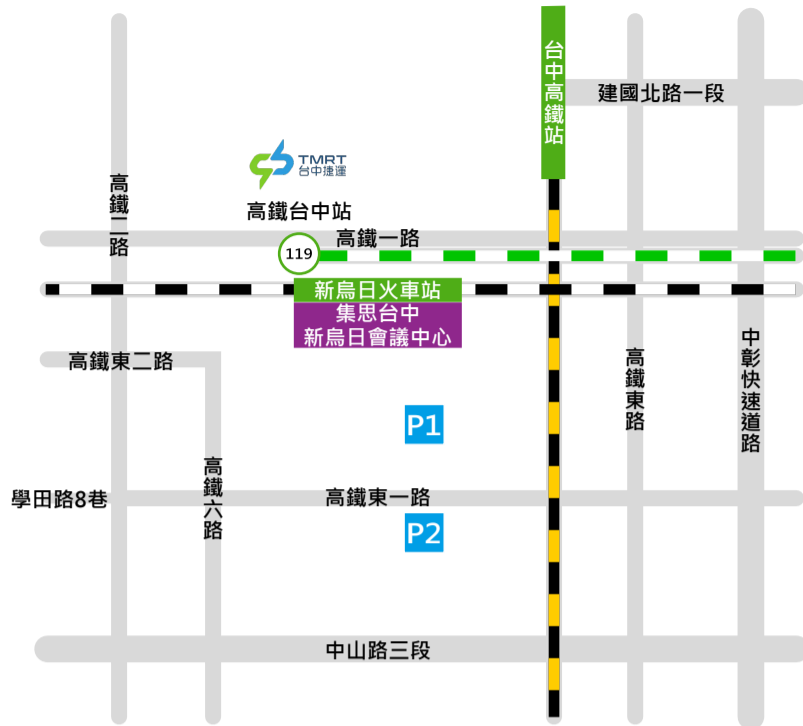 台中高鐵站
建國北路一段
TMRT
台中捷運
高鐵二路
高鐵台中站
高鐵一路
119
新烏日火車站
集思台中
新烏日會議中心
高鐵東二路
高鐵東路
中彰快速道路
P1
高鐵六路
學田路8巷
高鐵東一路
P2
中山路三段